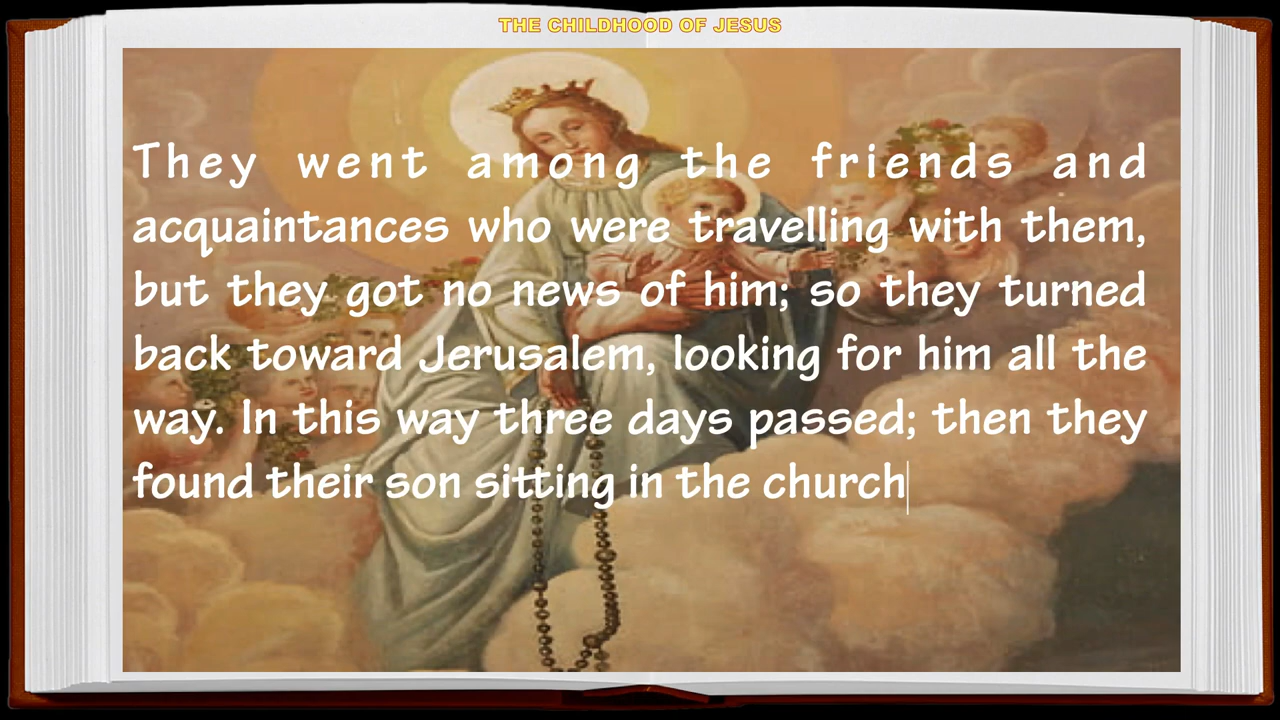 THE CHILDHOOD OF JESUS
They went among the friends and
acquaintances who were travelling with them,
but they got no news of him; so they turned
back toward Jerusalem, looking for him all the
way. In this way three days passed; then they
found their son sitting in the church